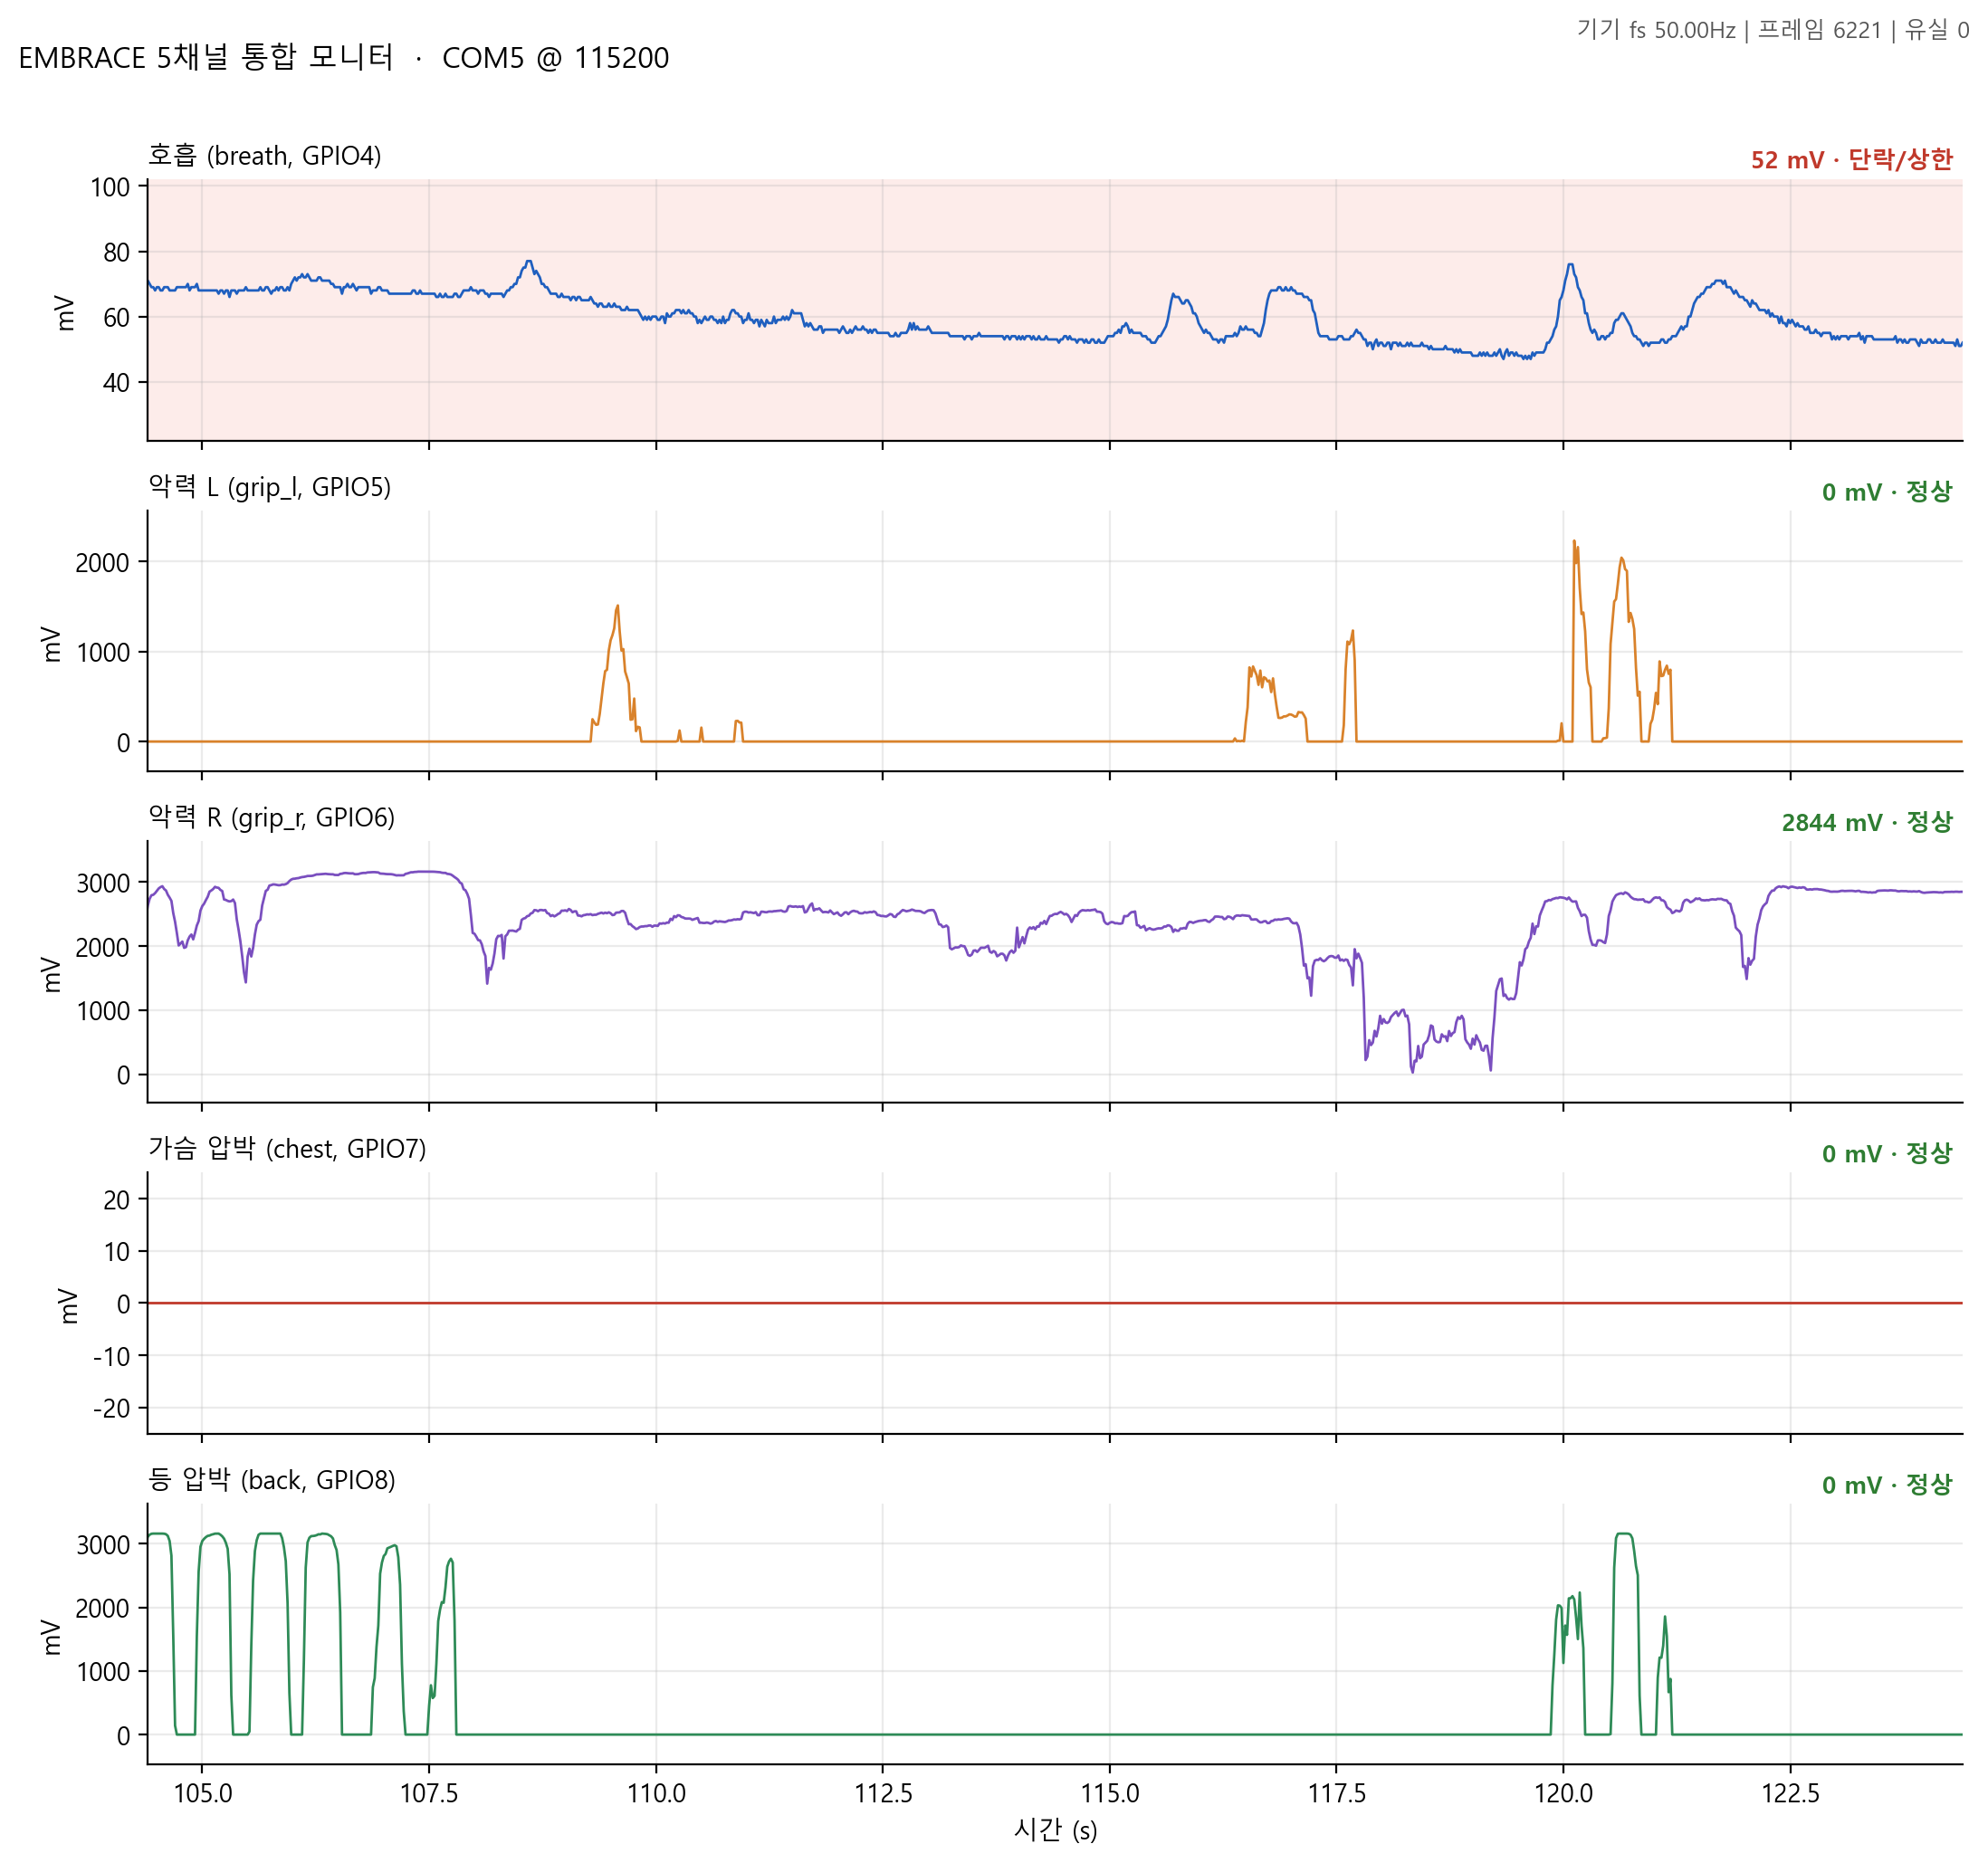 기기 fs 50.00Hz | 프레임 6221 | 유실 0
EMBRACE 5채널 통합 모니터 · COM5 @ 115200
호흡 (breath, GPIO4)
52 mV · 단락/상한
100
80
60
40
mV
악력 L (grip_l, GPIO5)
0 mV · 정상
2000
1000
0
mV
악력 R (grip_r, GPIO6)
2844 mV · 정상
3000
2000
1000
0
mV
가슴 압박 (chest, GPIO7)
0 mV · 정상
20
10
0
-10
-20
mV
등 압박 (back, GPIO8)
0 mV · 정상
3000
2000
1000
0
mV
105.0 107.5 110.0 112.5 115.0 117.5 120.0 122.5
시간 (s)